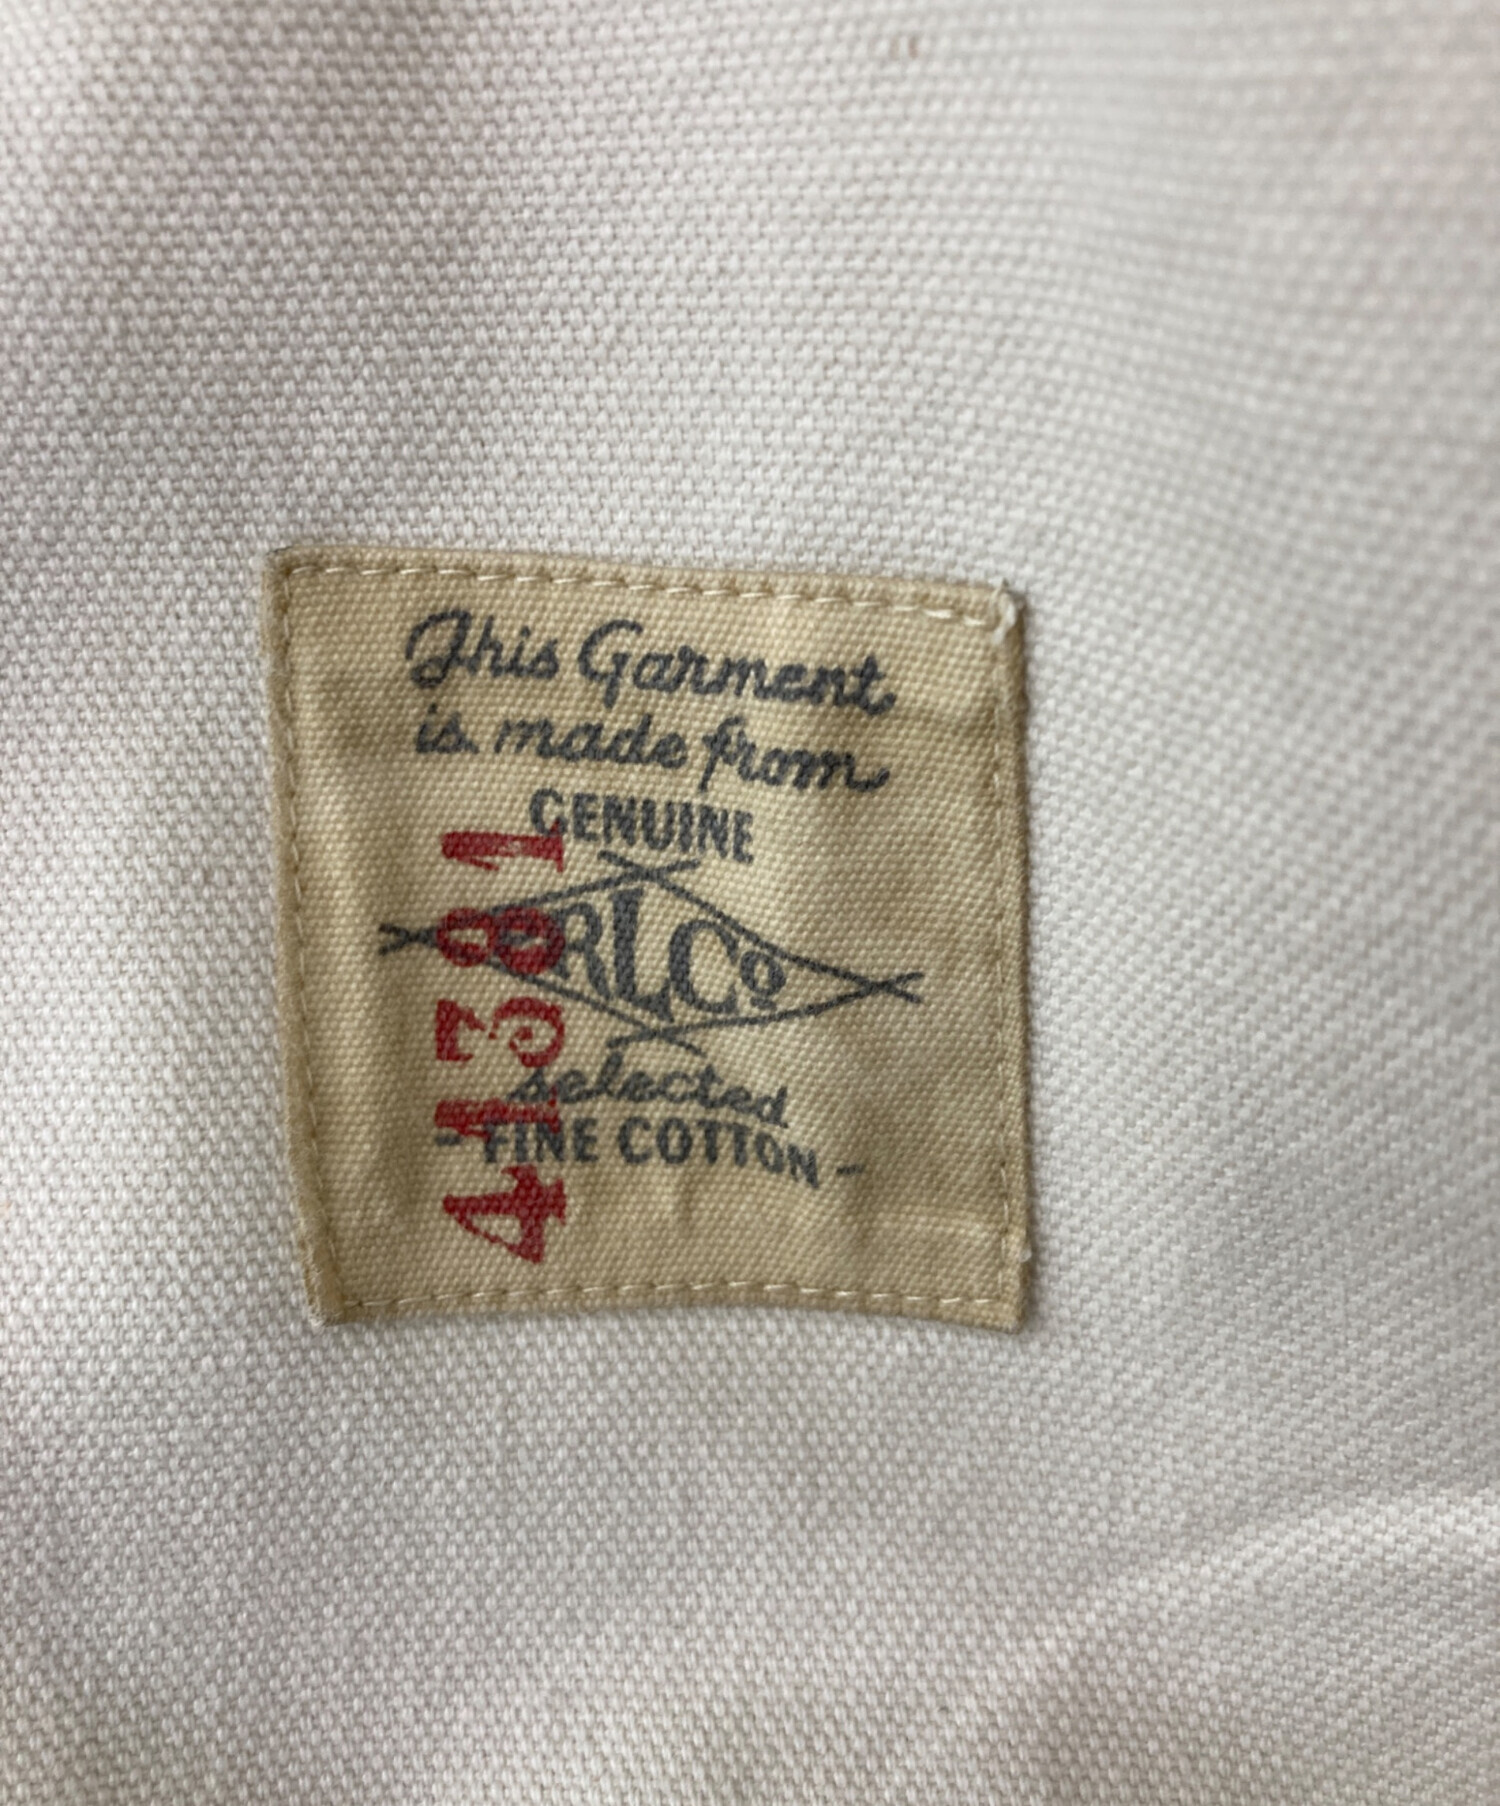 This Garment
is made from
GENUINE
RLCo
selected
- FINE COTTON -
41381